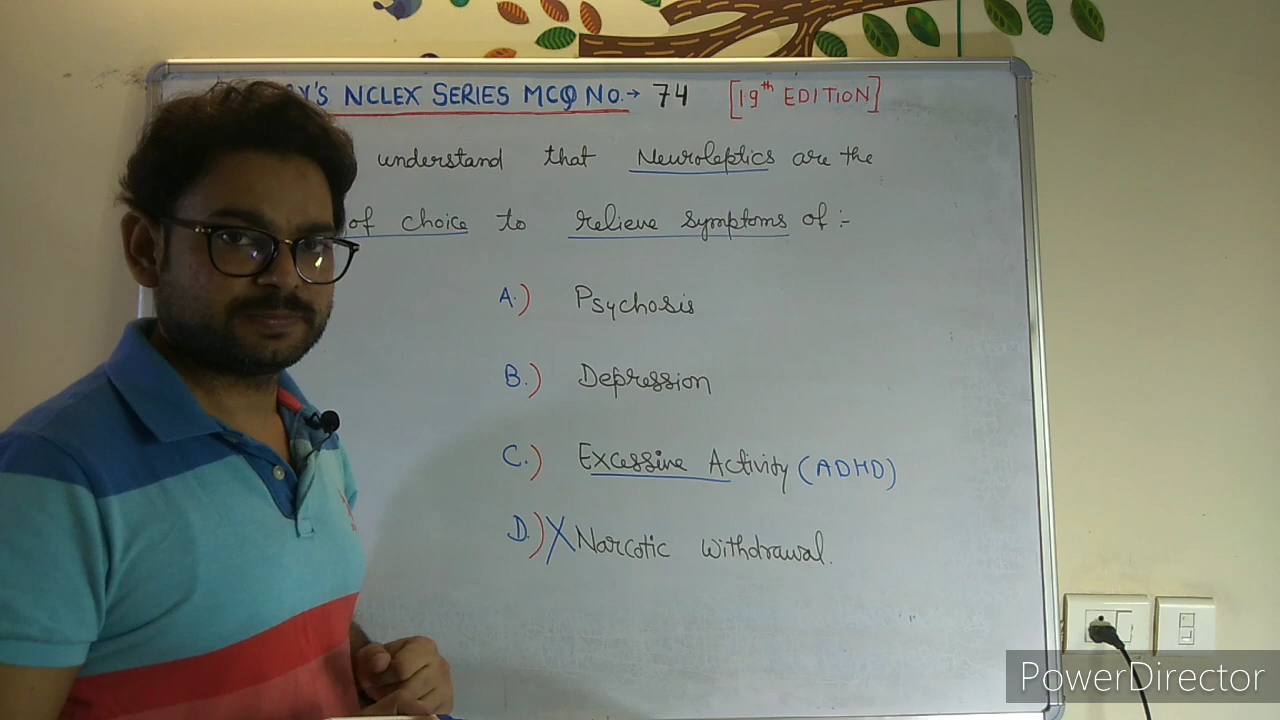 Y'S NCLEX SERIES MCQ NO.→ 74 [19th EDITION]
understand that Neuroleptics are the
of choice to relieve symptoms of :-
A.) Psychosis
B.) Depression
C.) Excessive Activity (ADHD)
D.) X Narcotic Withdrawal.
PowerDirector